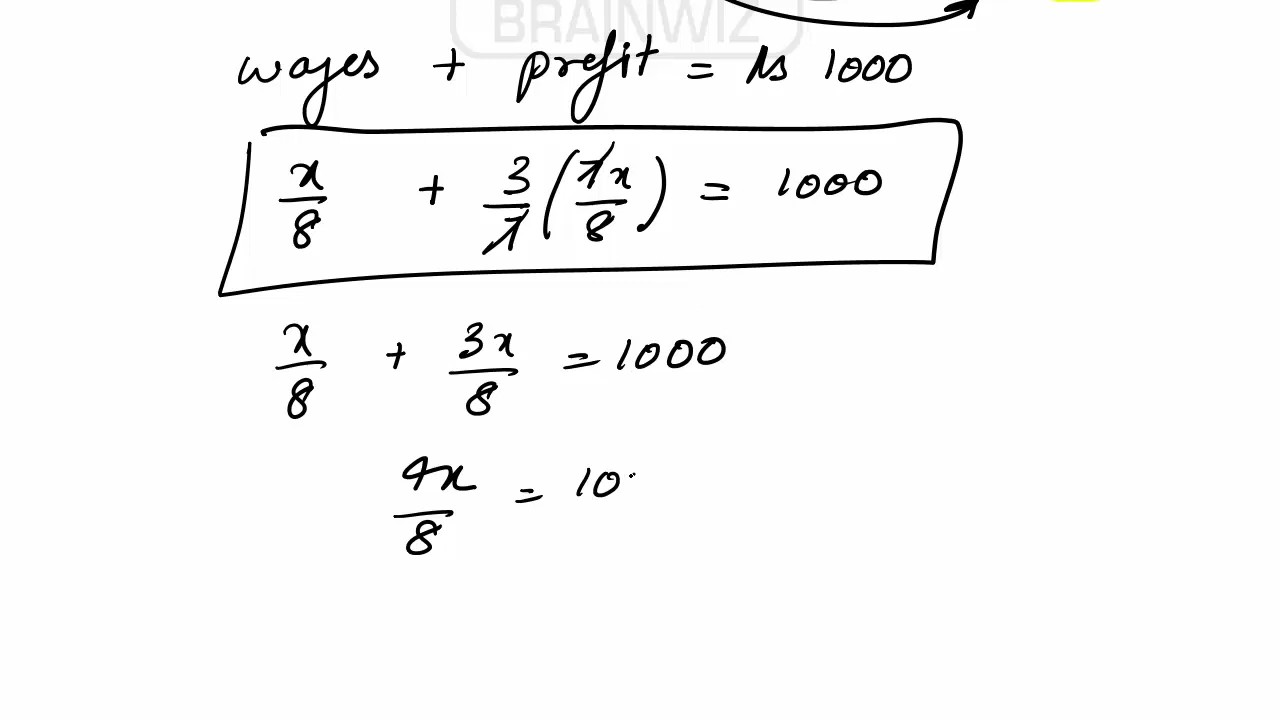 BRAINWIZ
wages + profit = Rs 1000
x/8 + 3/7 (7x/8) = 1000
x/8 + 3x/8 = 1000
4x/8 = 10